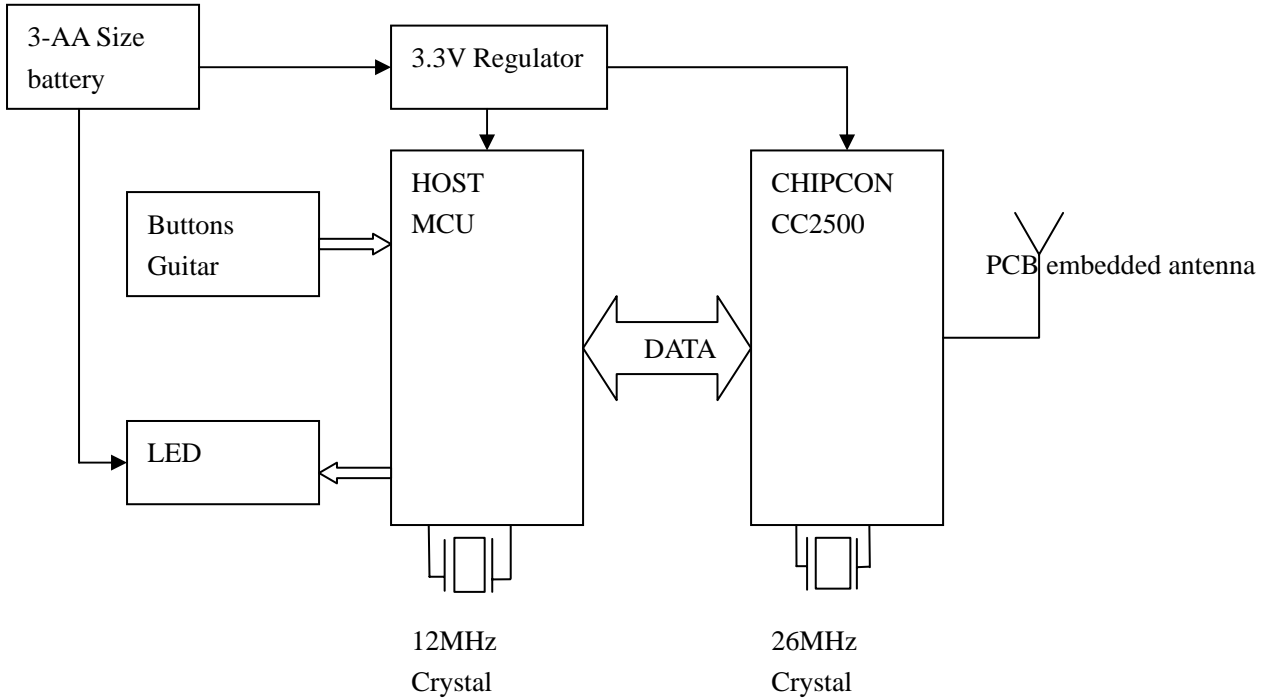 3-AA Size
battery
3.3V Regulator
HOST
MCU
CHIPCON
CC2500
Buttons
Guitar
PCB embedded antenna
DATA
LED
12MHz
Crystal
26MHz
Crystal